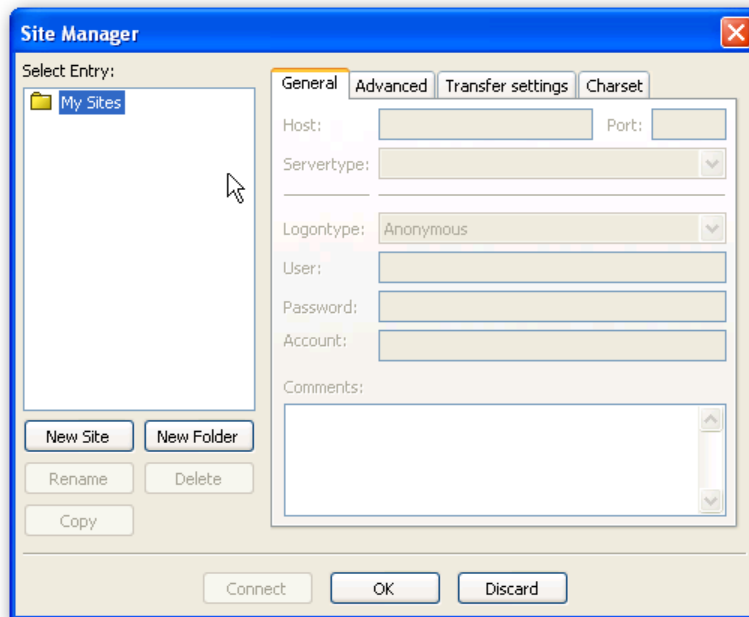 Site Manager
Select Entry:
My Sites
General Advanced Transfer settings Charset
Host: Port:
Servertype:
Logontype: Anonymous
User:
Password:
Account:
Comments:
New Site New Folder
Rename Delete
Copy
Connect OK Discard